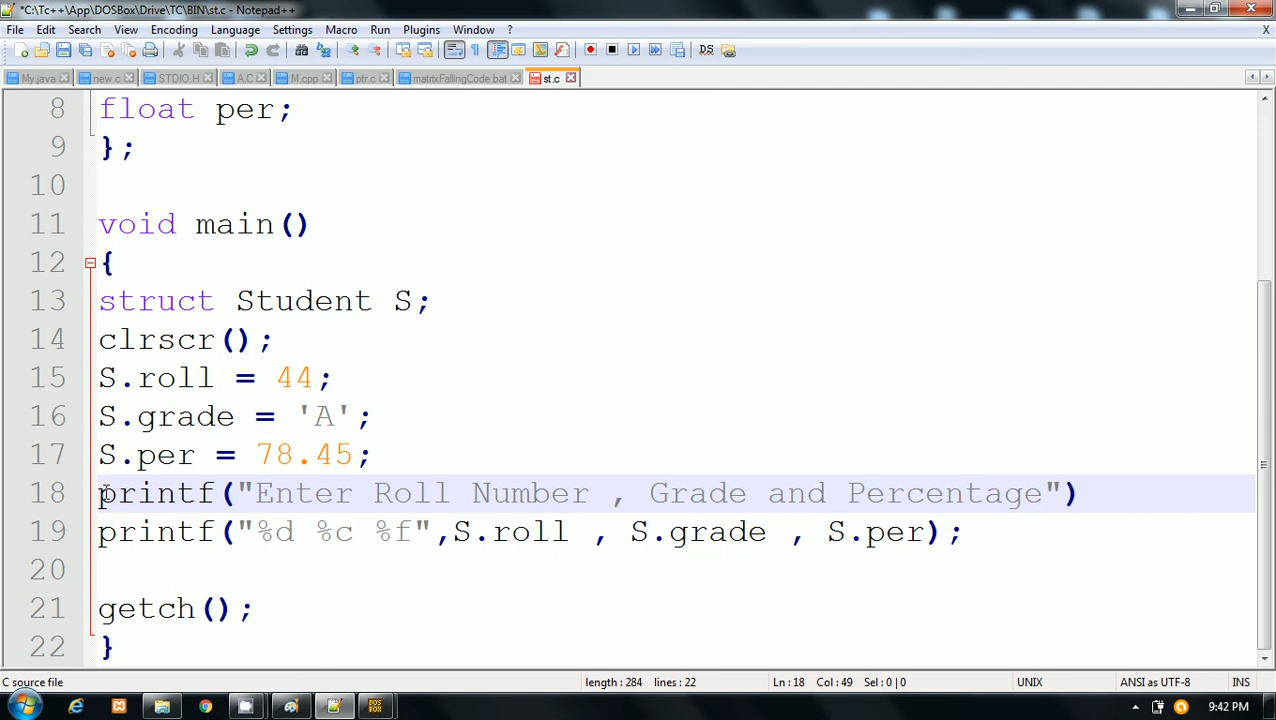 *C:\Tc++\App\DOSBox\Drive\TC\BIN\st.c - Notepad++
File Edit Search View Encoding Language Settings Macro Run Plugins Window ? X
My.java new.c STDIO.H A.C M.cpp ptr.c matrixFallingCode.bat st.c
8 float per;
9 };
10
11 void main()
12 {
13 struct Student S;
14 clrscr();
15 S.roll = 44;
16 S.grade = 'A';
17 S.per = 78.45;
18 printf("Enter Roll Number , Grade and Percentage")
19 printf("%d %c %f",S.roll , S.grade , S.per);
20
21 getch();
22 }
C source file length : 284 lines : 22 Ln : 18 Col : 49 Sel : 0 | 0 UNIX ANSI as UTF-8 INS
DOS BOX 9:42 PM